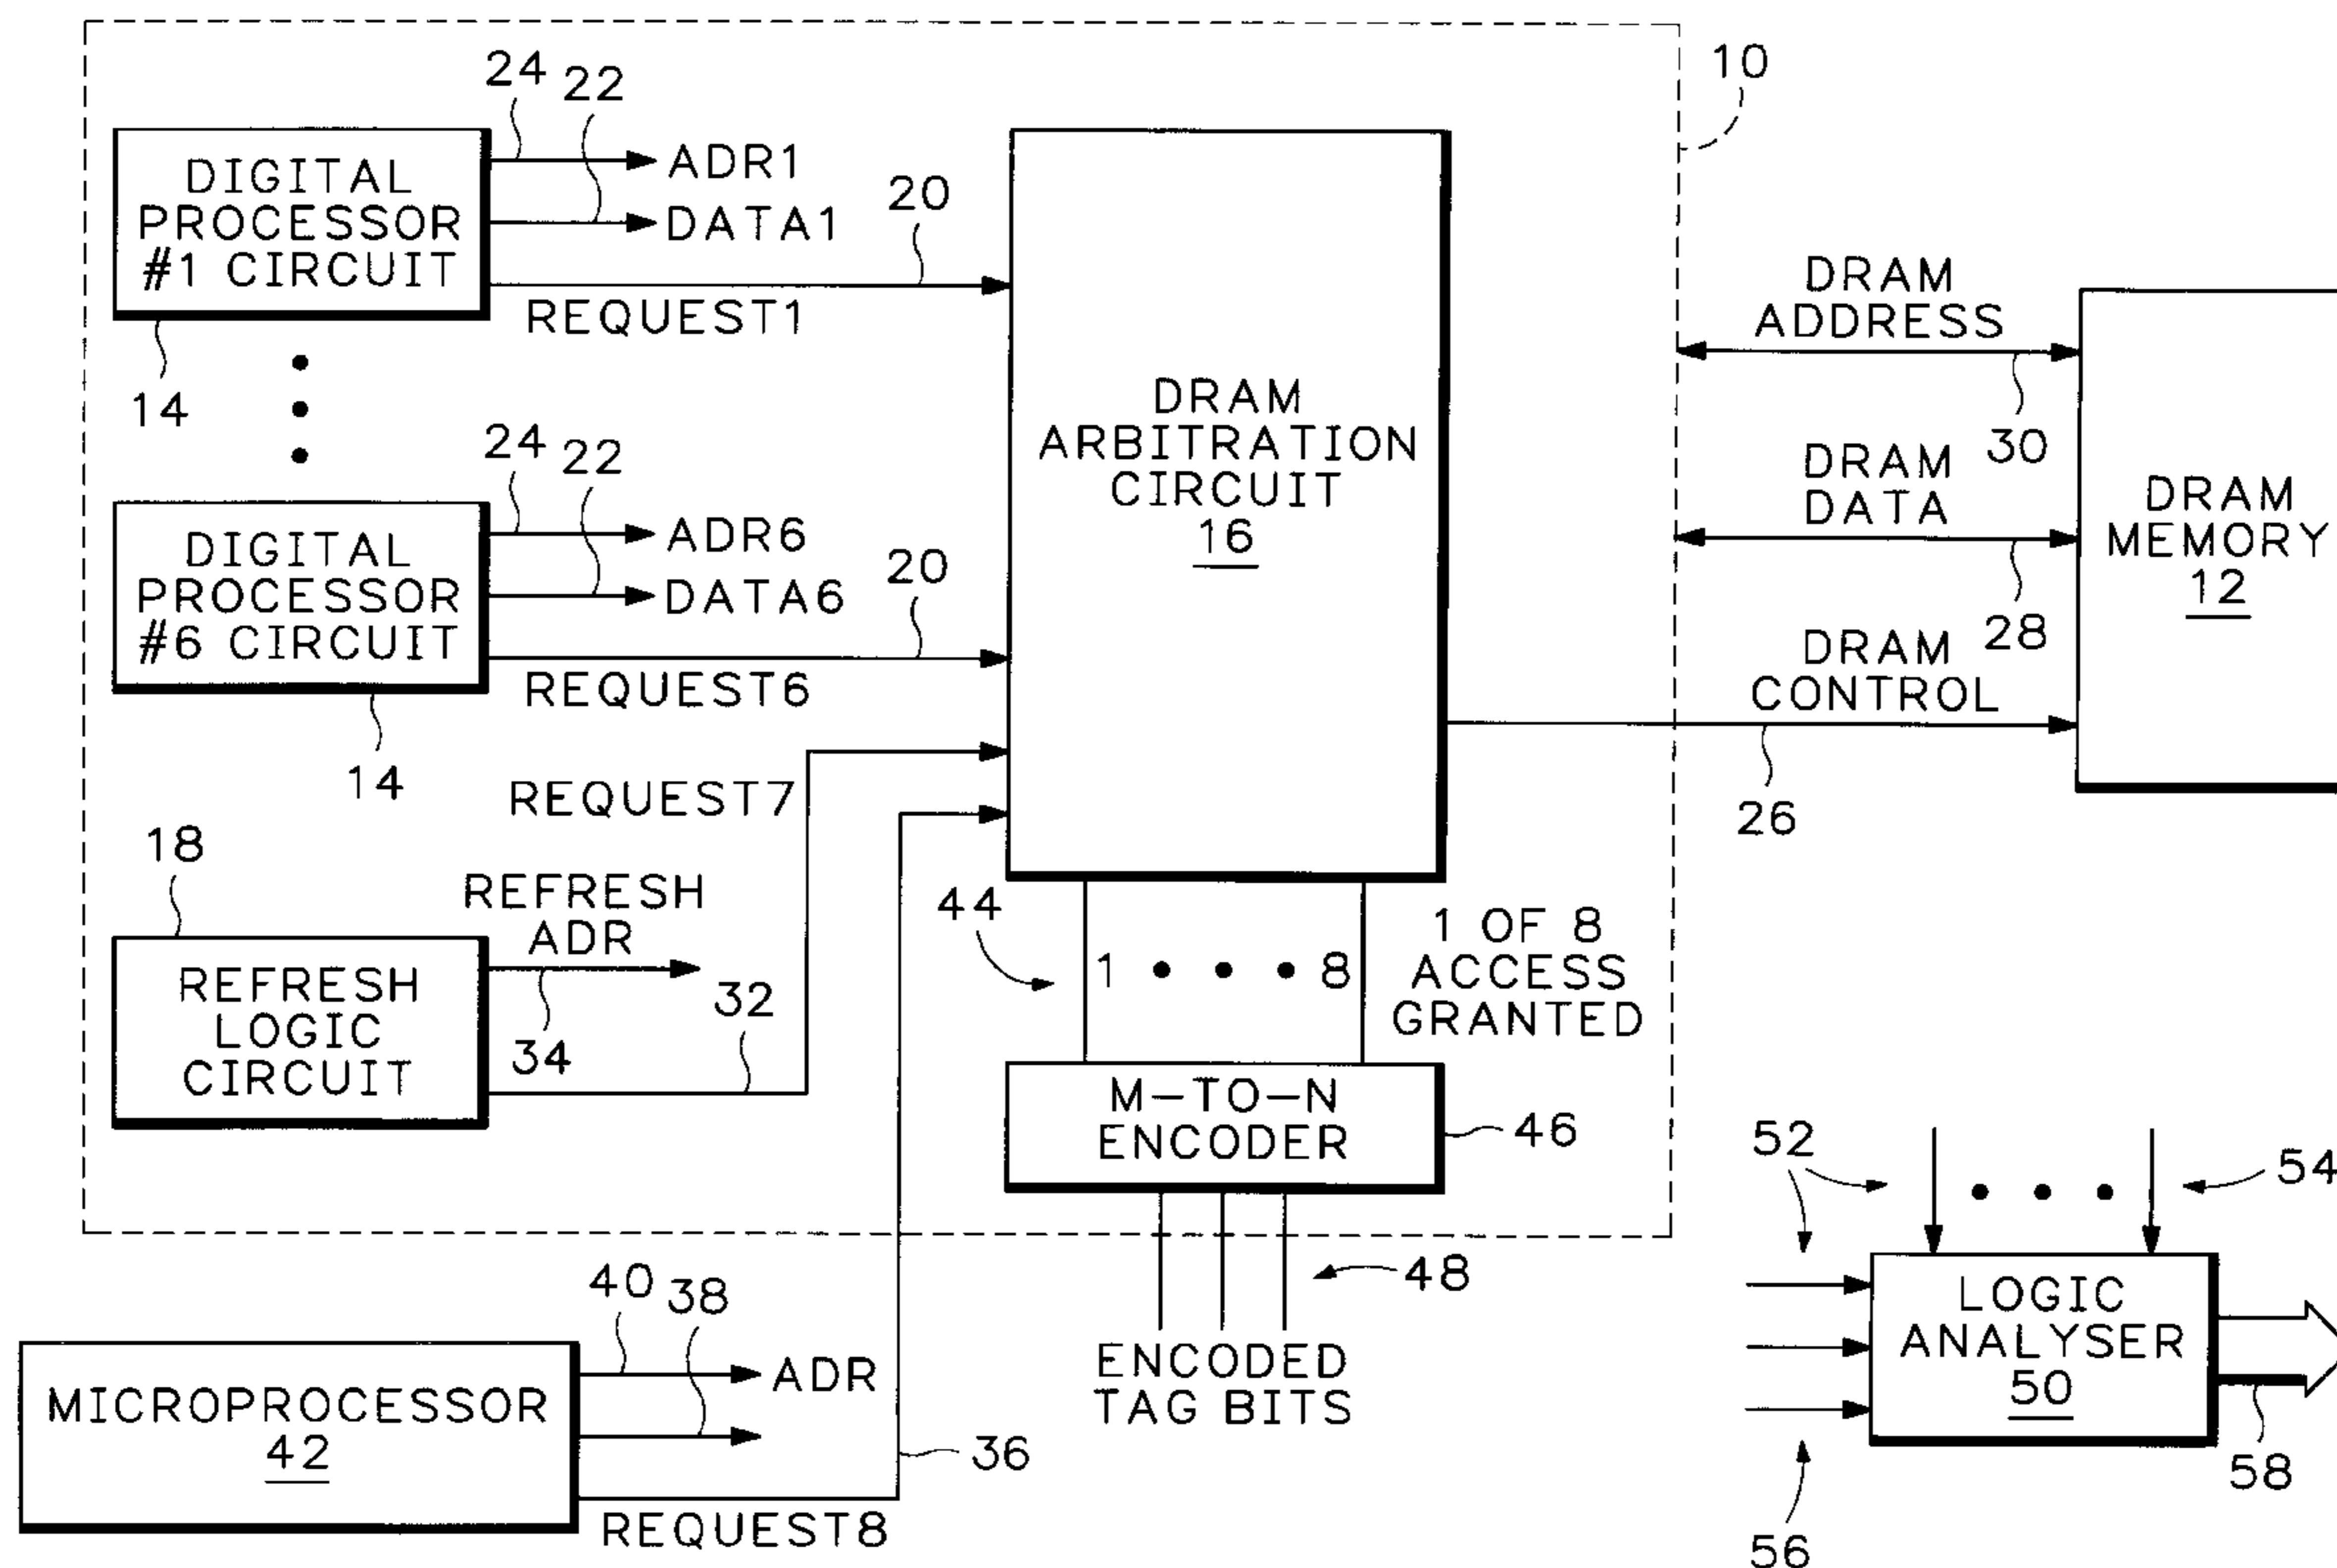 10
24
22
DIGITAL
PROCESSOR
#1 CIRCUIT
ADR1
DATA1
20
REQUEST1
14
24
22
DIGITAL
PROCESSOR
#6 CIRCUIT
ADR6
DATA6
20
REQUEST6
14
REQUEST7
DRAM
ARBITRATION
CIRCUIT
16
DRAM
ADDRESS
30
DRAM
DATA
28
DRAM
CONTROL
26
DRAM
MEMORY
12
18
REFRESH
LOGIC
CIRCUIT
REFRESH
ADR
34
32
44
1 • • • 8
1 OF 8
ACCESS
GRANTED
M-TO-N
ENCODER
46
48
ENCODED
TAG BITS
MICROPROCESSOR
42
40
38
ADR
36
REQUEST8
52
54
LOGIC
ANALYSER
50
56
58